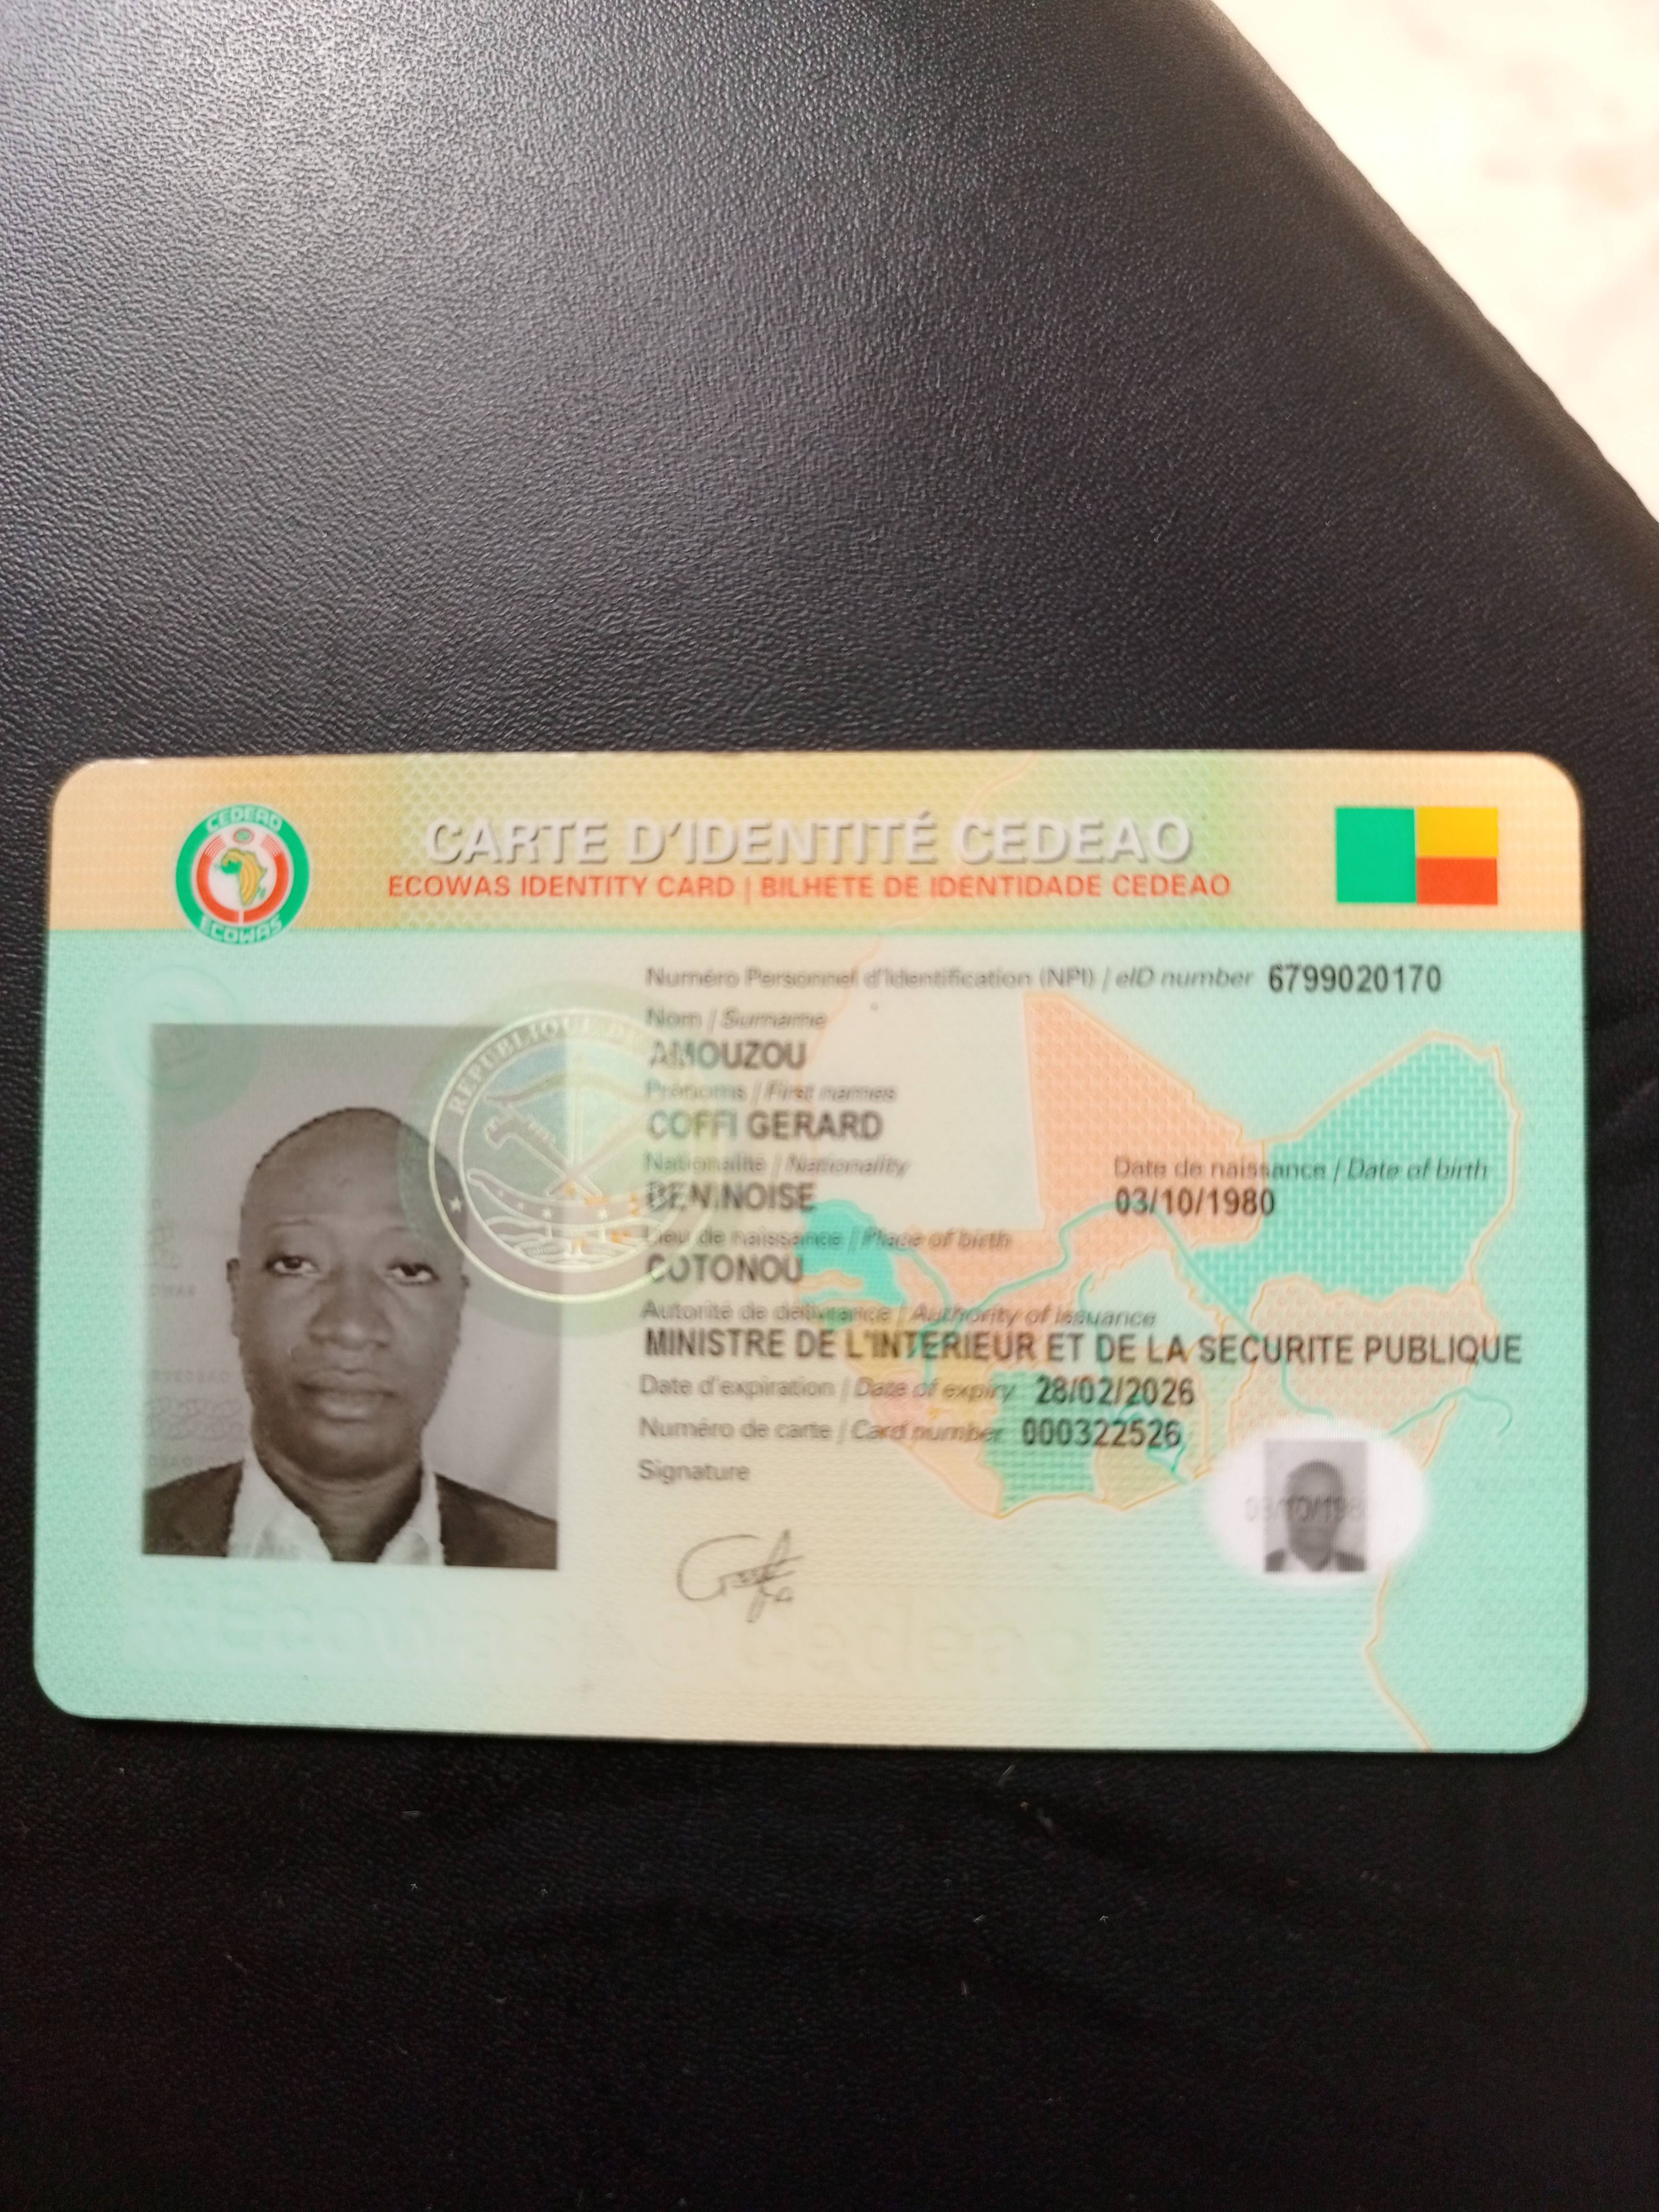 CEDEAO
ECOWAS
CARTE D'IDENTITÉ CEDEAO
ECOWAS IDENTITY CARD | BILHETE DE IDENTIDADE CEDEAO
Numéro Personnel d'Identification (NPI) / eID number 6799020170
Nom / Surname
AMOUZOU
Prénoms / First names
COFFI GERARD
Nationalité / Nationality
BENINOISE
Date de naissance / Date of birth
03/10/1980
Lieu de naissance / Place of birth
COTONOU
Autorité de délivrance / Authority of issuance
MINISTRE DE L'INTERIEUR ET DE LA SECURITE PUBLIQUE
Date d'expiration / Date of expiry 28/02/2026
Numéro de carte / Card number 000322526
Signature
REPUBLIQUE
03/10/198
#Ecowas
Cedeao